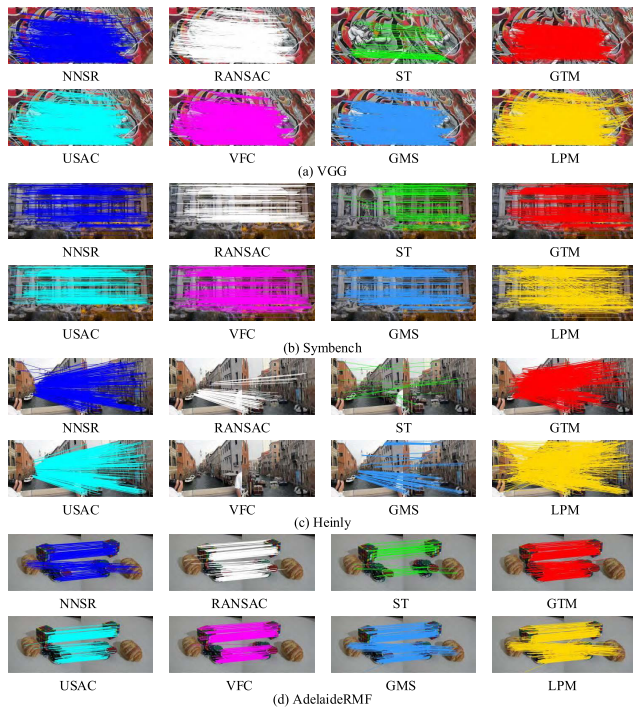 NNSR RANSAC ST GTM
USAC VFC GMS LPM
(a) VGG
NNSR RANSAC ST GTM
USAC VFC GMS LPM
(b) Symbench
NNSR RANSAC ST GTM
USAC VFC GMS LPM
(c) Heinly
NNSR RANSAC ST GTM
USAC VFC GMS LPM
(d) AdelaideRMF